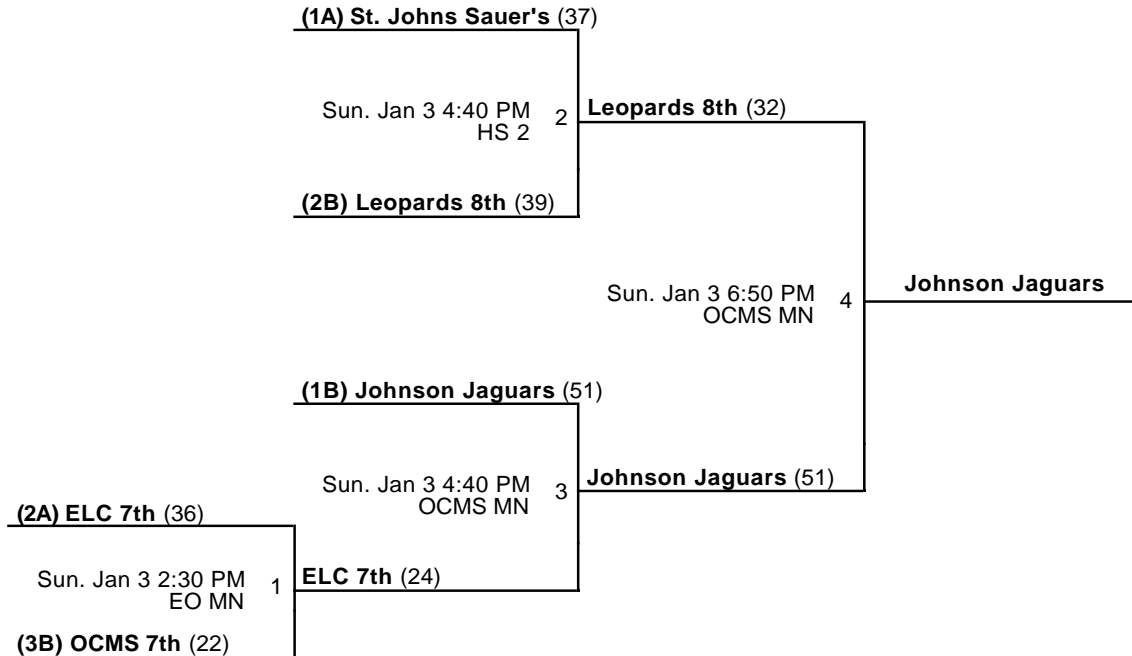 (1A) St. Johns Sauer's (37)
Sun. Jan 3 4:40 PM
HS 2
2
Leopards 8th (32)
(2B) Leopards 8th (39)
Sun. Jan 3 6:50 PM
OCMS MN
4
Johnson Jaguars
(1B) Johnson Jaguars (51)
Sun. Jan 3 4:40 PM
OCMS MN
3
Johnson Jaguars (51)
(2A) ELC 7th (36)
Sun. Jan 3 2:30 PM
EO MN
1
ELC 7th (24)
(3B) OCMS 7th (22)